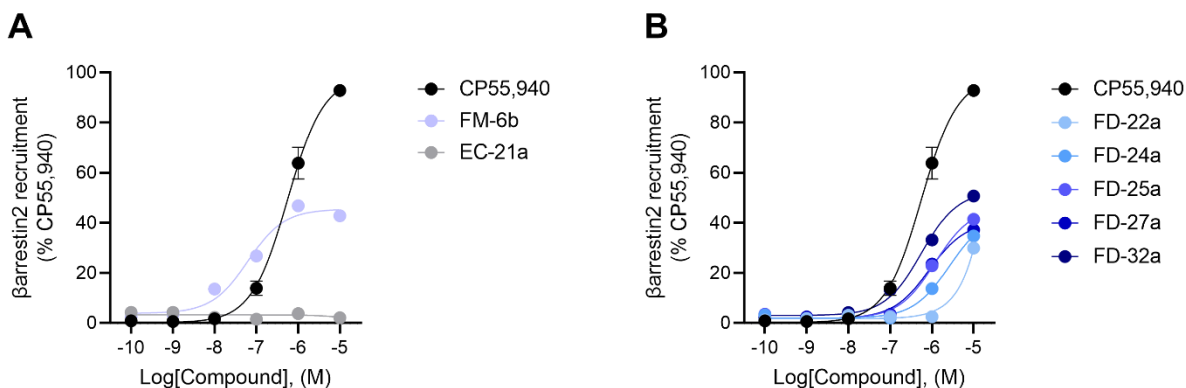 A
βarrestin2 recruitment
(% CP55,940)
100
80
60
40
20
0
-10 -9 -8 -7 -6 -5
Log[Compound], (M)
CP55,940
FM-6b
EC-21a
B
βarrestin2 recruitment
(% CP55,940)
100
80
60
40
20
0
-10 -9 -8 -7 -6 -5
Log[Compound], (M)
CP55,940
FD-22a
FD-24a
FD-25a
FD-27a
FD-32a